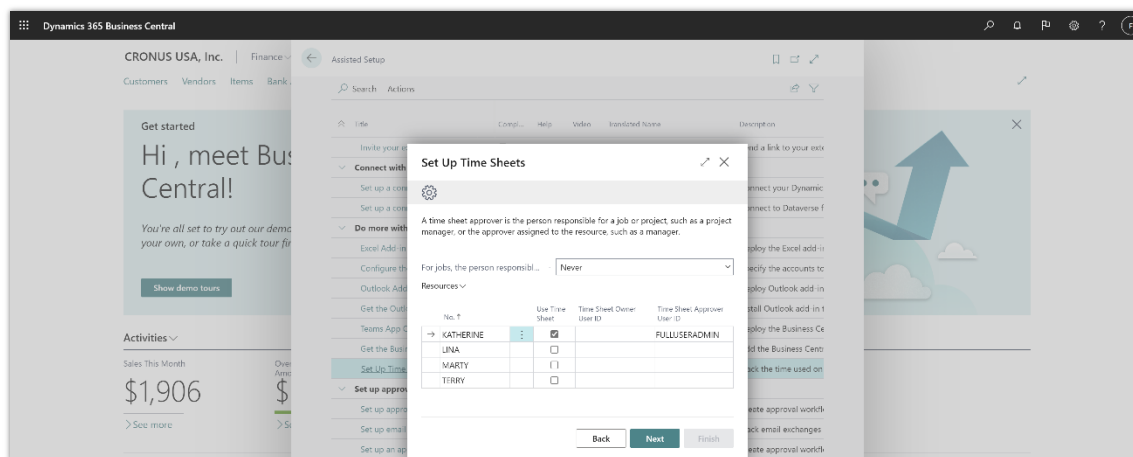 Dynamics 365 Business Central
CRONUS USA, Inc.
Finance
Customers Vendors Items Bank
Get started
Hi , meet Bus
Central!
You're all set to try out our demo
your own, or take a quick tour fir
Show demo tours
Activities
Sales This Month
$1,906
See more
Over
Amo
$
Assisted Setup
Search Actions
Title Compl... Help Video Translated Name Description
Invite your e
nd a link to your exte
Connect with
Set up a con
nnect your Dynamic
Set up a con
nnect to Dataverse f
Do more with
Excel Add-in
eploy the Excel add-i
Configure th
ecify the accounts to
Outlook Add
eploy Outlook add-in
Get the Outl
stall Outlook add-in t
Teams App C
eploy the Business Ce
Get the Busin
dd the Business Centr
Set Up Time
ack the time used on
Set up approv
Set up appro
eate approval workfl
Set up email
ack email exchanges
Set up an ap
eate approval workfl
Set Up Time Sheets
A time sheet approver is the person responsible for a job or project, such as a project
manager, or the approver assigned to the resource, such as a manager.
For jobs, the person responsibl... Never
Resources
No. ↑ Use Time Sheet Time Sheet Owner User ID Time Sheet Approver User ID
KATHERINE FULLUSERADMIN
LINA
MARTY
TERRY
Back Next Finish